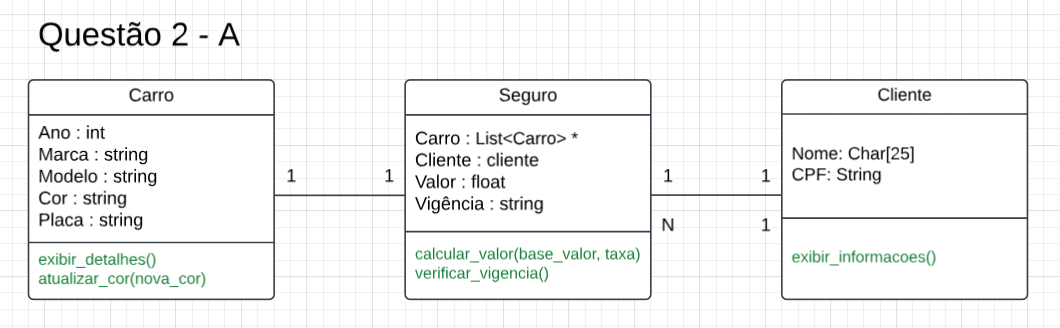 Questão 2 - A
Carro
Ano : int
Marca : string
Modelo : string
Cor : string
Placa : string
exibir_detalhes()
atualizar_cor(nova_cor)
1
1
Seguro
Carro : List<Carro> *
Cliente : cliente
Valor : float
Vigência : string
calcular_valor(base_valor, taxa)
verificar_vigencia()
1
1
N
1
Cliente
Nome: Char[25]
CPF: String
exibir_informacoes()